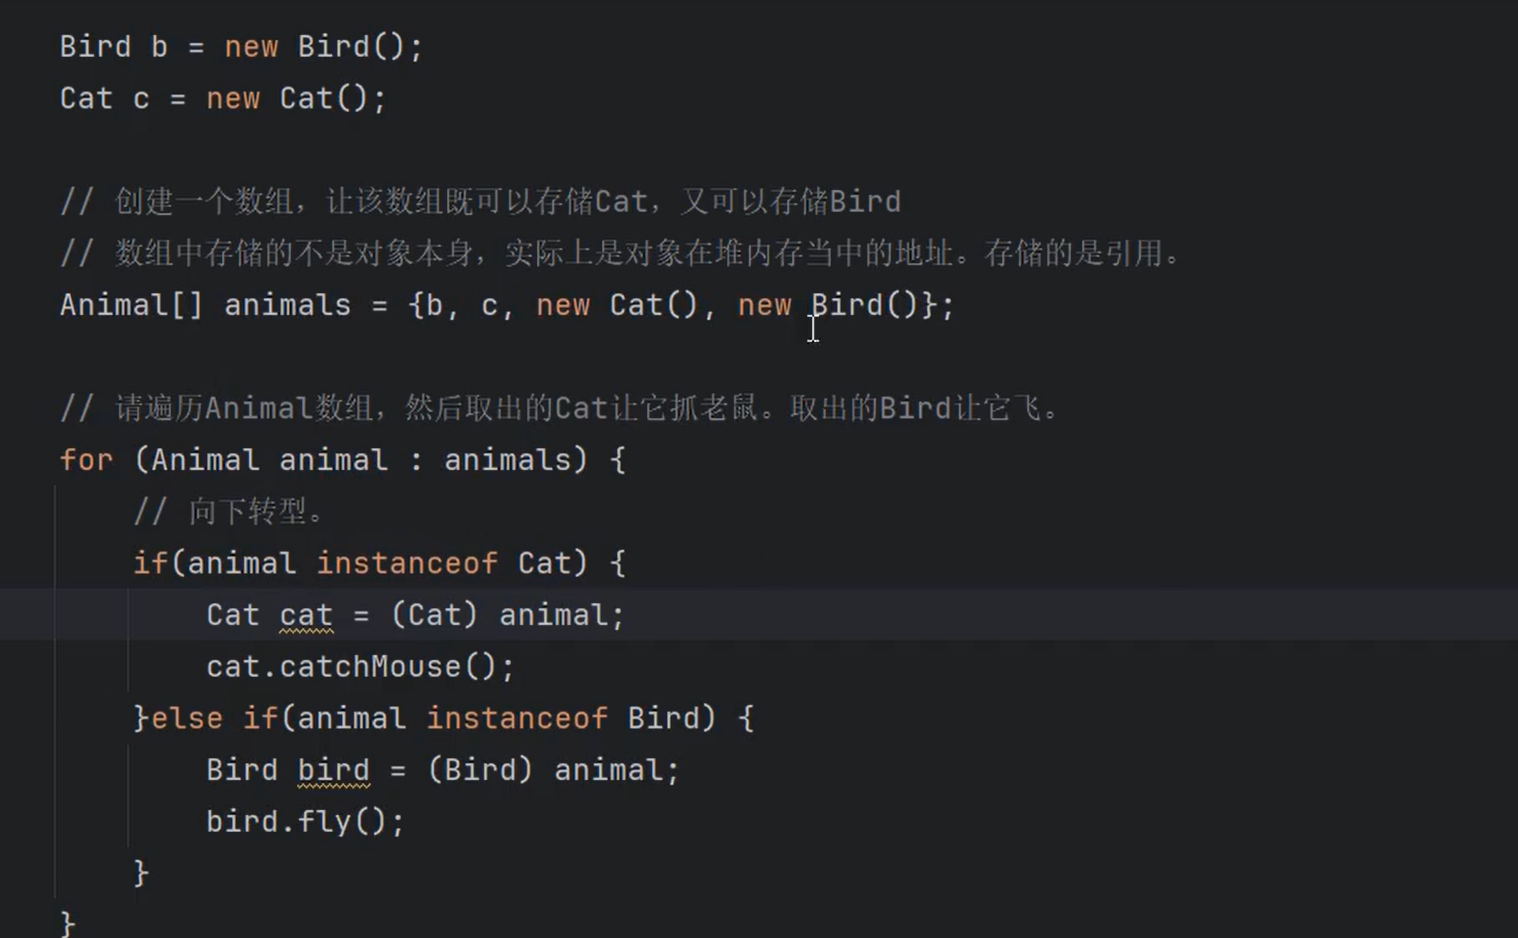 Bird b = new Bird();
Cat c = new Cat();
// 创建一个数组，让该数组既可以存储Cat，又可以存储Bird
// 数组中存储的不是对象本身，实际上是对象在堆内存当中的地址。存储的是引用。
Animal[] animals = {b, c, new Cat(), new Bird()};
// 请遍历Animal数组，然后取出的Cat让它抓老鼠。取出的Bird让它飞。
for (Animal animal : animals) {
    // 向下转型。
    if(animal instanceof Cat) {
        Cat cat = (Cat) animal;
        cat.catchMouse();
    }else if(animal instanceof Bird) {
        Bird bird = (Bird) animal;
        bird.fly();
    }
}